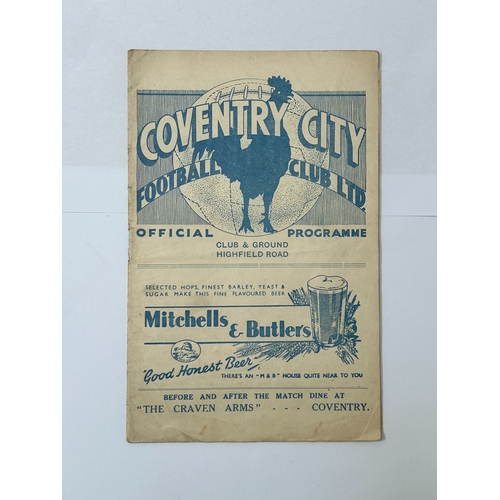 COVENTRY CITY
FOOTBALL CLUB LTD.
OFFICIAL PROGRAMME
CLUB & GROUND
HIGHFIELD ROAD
SELECTED HOPS, FINEST BARLEY, YEAST &
SUGAR MAKE THIS FINE FLAVOURED BEER
Mitchells & Butlers
"Good Honest Beer"
THERE'S AN "M & B" HOUSE QUITE NEAR TO YOU
BEFORE AND AFTER THE MATCH DINE AT
"THE CRAVEN ARMS" - - - COVENTRY.